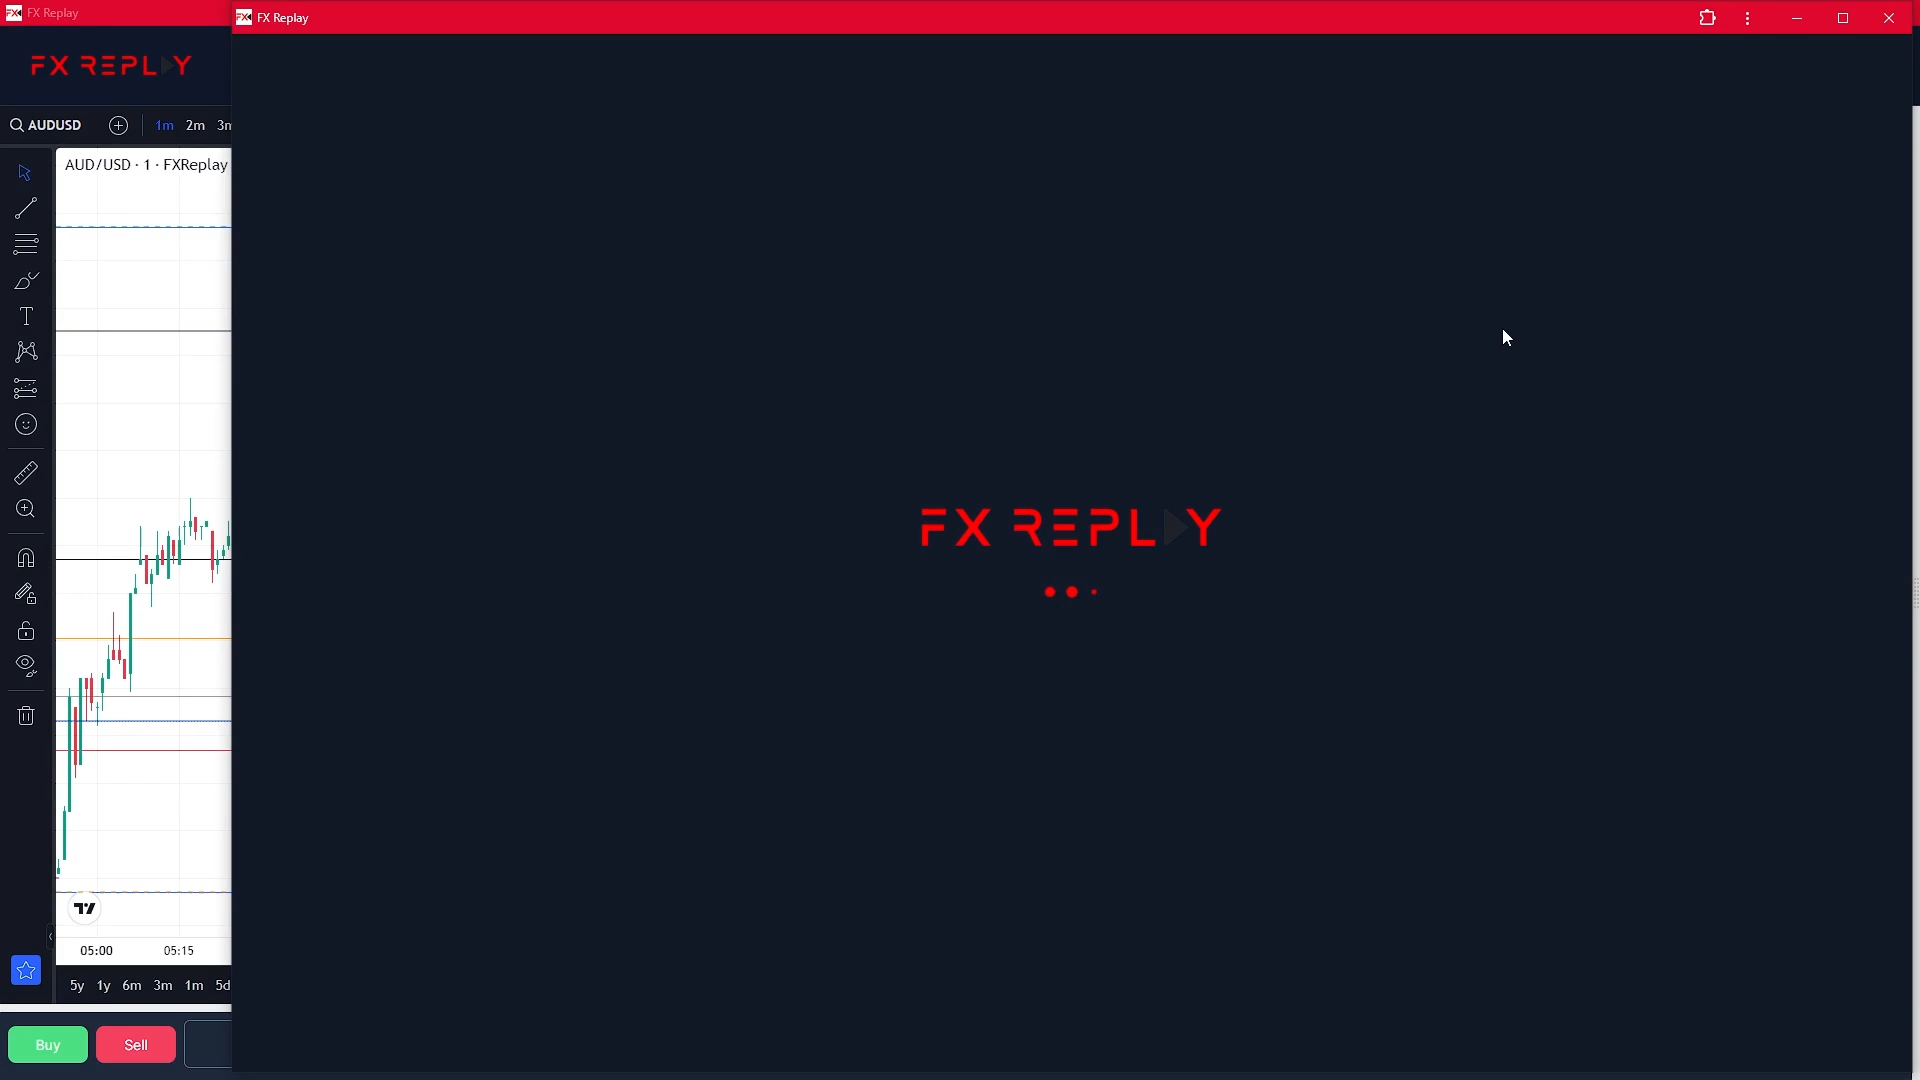 FX Replay
FX Replay
FX REPLAY
AUDUSD 1m 2m 3m
AUD/USD · 1 · FXReplay
FX REPLAY
05:00 05:15
5y 1y 6m 3m 1m 5d
Buy Sell